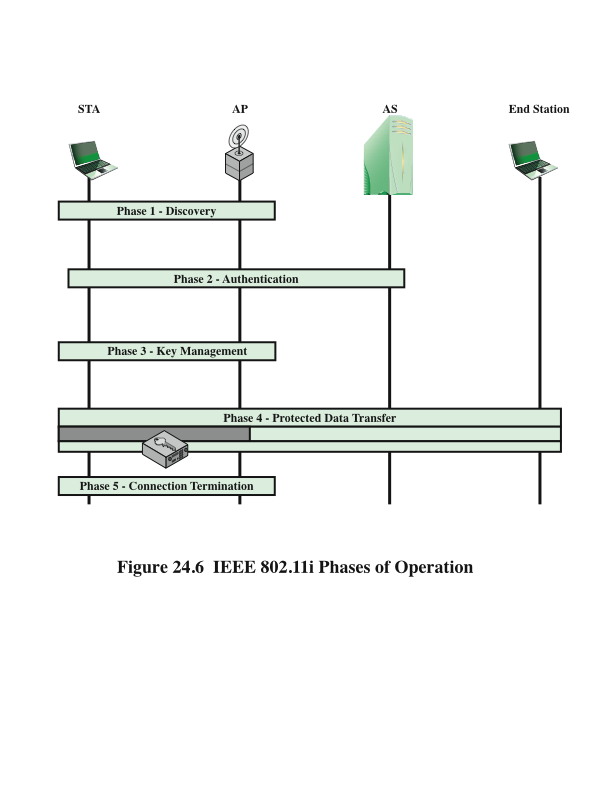 STA AP AS End Station
Phase 1 - Discovery
Phase 2 - Authentication
Phase 3 - Key Management
Phase 4 - Protected Data Transfer
Phase 5 - Connection Termination
Figure 24.6 IEEE 802.11i Phases of Operation